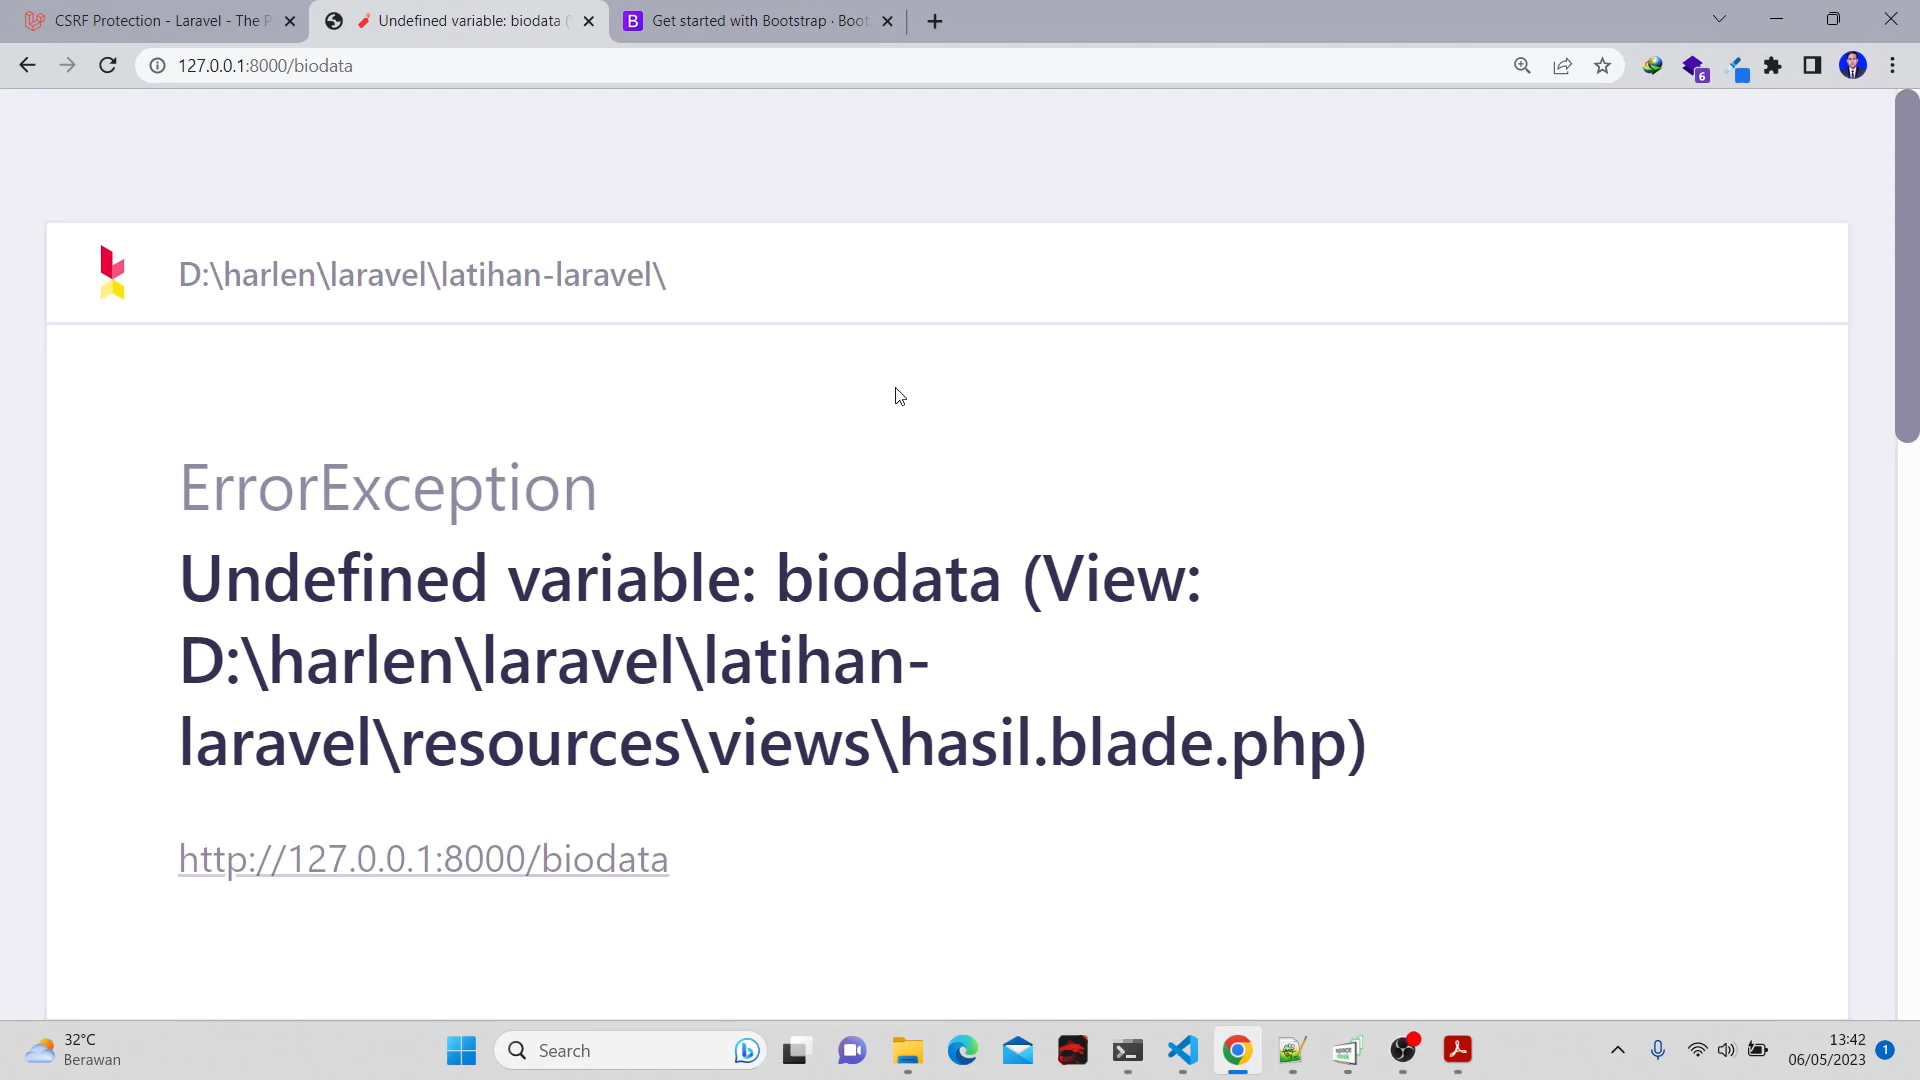 CSRF Protection - Laravel - The P
Undefined variable: biodata (
Get started with Bootstrap · Boot
127.0.0.1:8000/biodata
6
D:\harlen\laravel\latihan-laravel\
ErrorException
Undefined variable: biodata (View:
D:\harlen\laravel\latihan-
laravel\resources\views\hasil.blade.php)
http://127.0.0.1:8000/biodata
32°C
Berawan
Search
13:42
06/05/2023
1